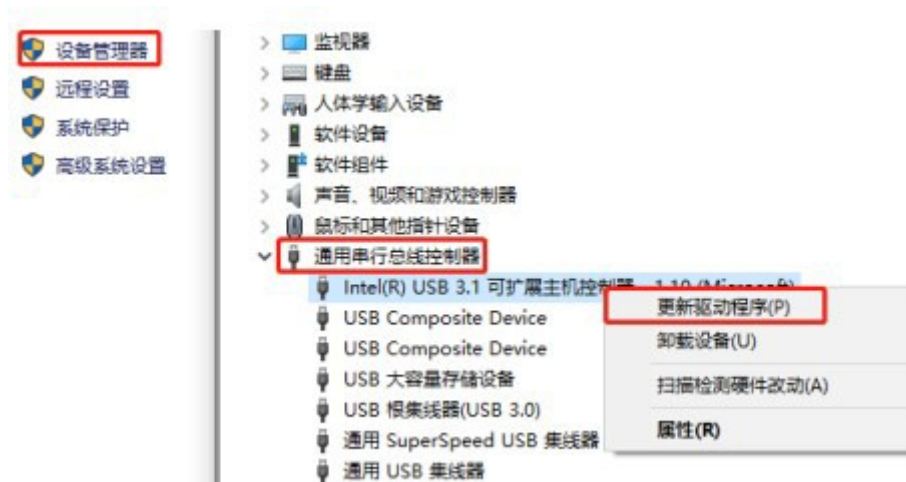 设备管理器
远程设置
系统保护
高级系统设置
监视器
键盘
人体学输入设备
软件设备
软件组件
声音、视频和游戏控制器
鼠标和其他指针设备
通用串行总线控制器
Intel(R) USB 3.1 可扩展主机控制器 - 1.10 (Microsoft)
USB Composite Device
USB Composite Device
USB 大容量存储设备
USB 根集线器(USB 3.0)
通用 SuperSpeed USB 集线器
通用 USB 集线器
更新驱动程序(P)
卸载设备(U)
扫描检测硬件改动(A)
属性(R)